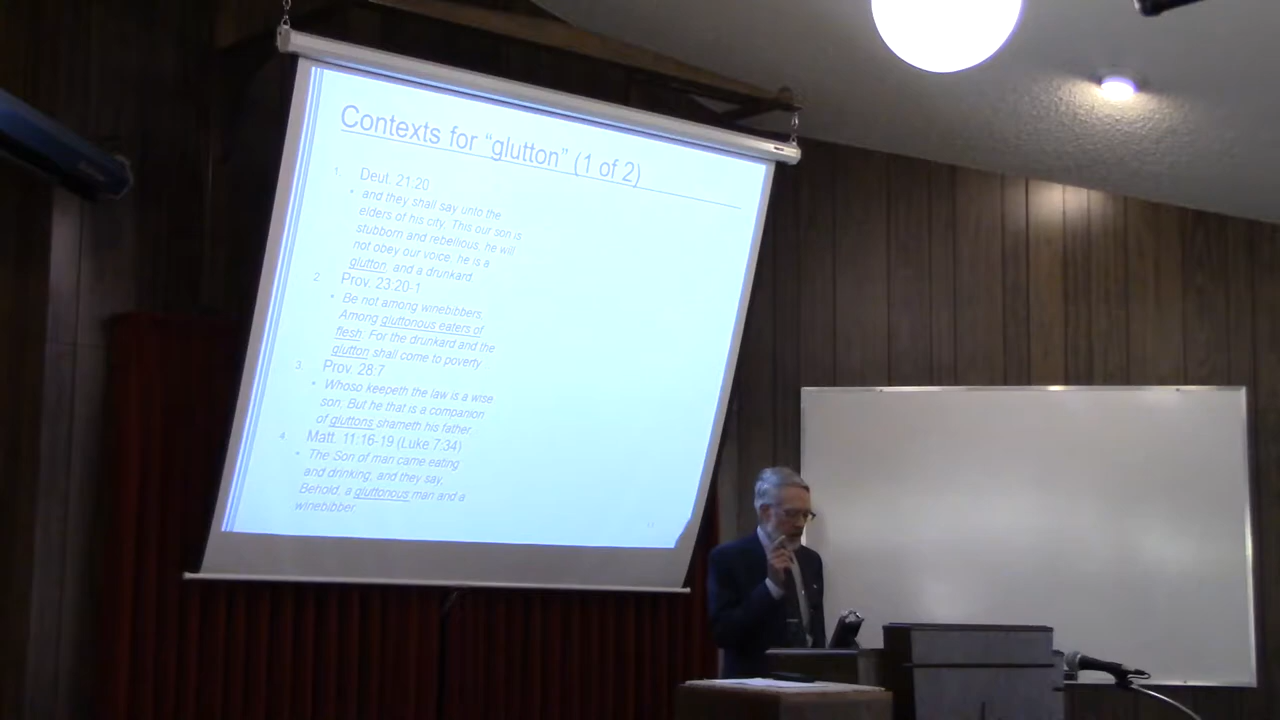 Contexts for "glutton" (1 of 2)
1. Deut. 21:20
• and they shall say unto the
elders of his city, This our son is
stubborn and rebellious, he will
not obey our voice, he is a
glutton, and a drunkard
2. Prov. 23:20-1
• Be not among winebibbers,
Among gluttonous eaters of
flesh: For the drunkard and the
glutton shall come to poverty
3. Prov. 28:7
• Whoso keepeth the law is a wise
son; But he that is a companion
of gluttons shameth his father.
4. Matt. 11:16-19 (Luke 7:34)
• The Son of man came eating
and drinking, and they say,
Behold, a gluttonous man and a
winebibber,